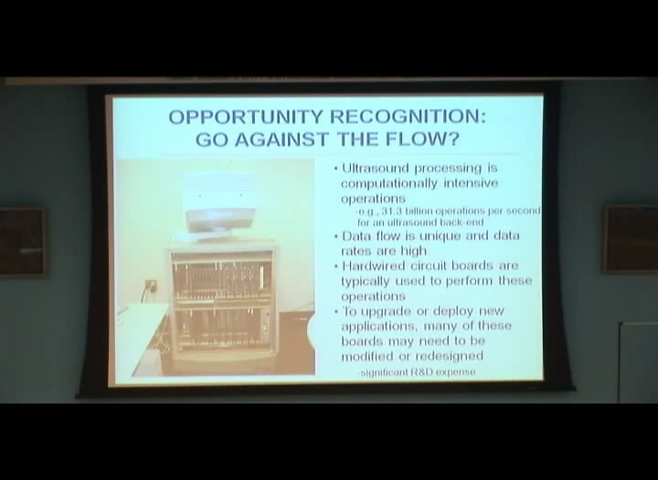 OPPORTUNITY RECOGNITION:
GO AGAINST THE FLOW?
• Ultrasound processing is
computationally intensive
operations
-e.g., 31.3 billion operations per second
for an ultrasound back-end
• Data flow is unique and data
rates are high
• Hardwired circuit boards are
typically used to perform these
operations
• To upgrade or deploy new
applications, many of these
boards may need to be
modified or redesigned
-significant R&D expense